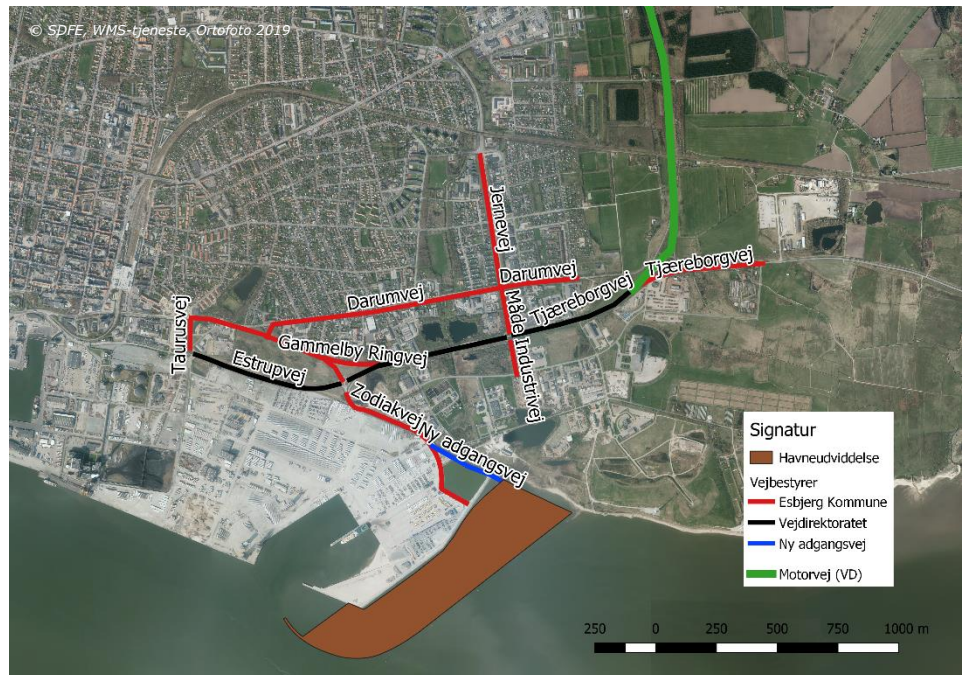 © SDFE, WMS-tjeneste, Ortofoto 2019
Jernevej
Darumvej
Tjæreborgvej
Darumvej
Tjæreborgvej
Måde Industrivej
Taurusvej
Gammelby Ringvej
Estrupvej
Zodiakvej
Ny adgangsvej
Signatur
Havneudviddelse
Vejbestyrer
Esbjerg Kommune
Vejdirektoratet
Ny adgangsvej
Motorvej (VD)
250 0 250 500 750 1000 m